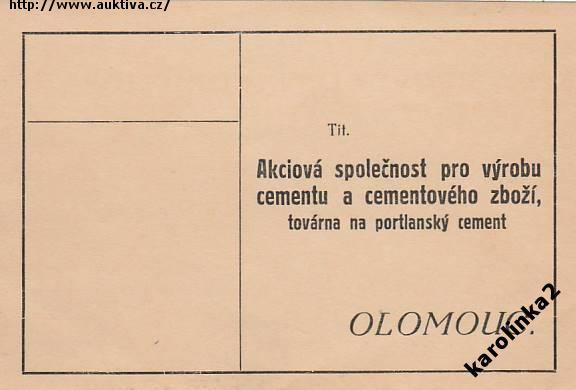 http://www.auktiva.cz/
Tit.
Akciová společnost pro výrobu
cementu a cementového zboží,
továrna na portlanský cement
OLOMOUC.
karolinka2